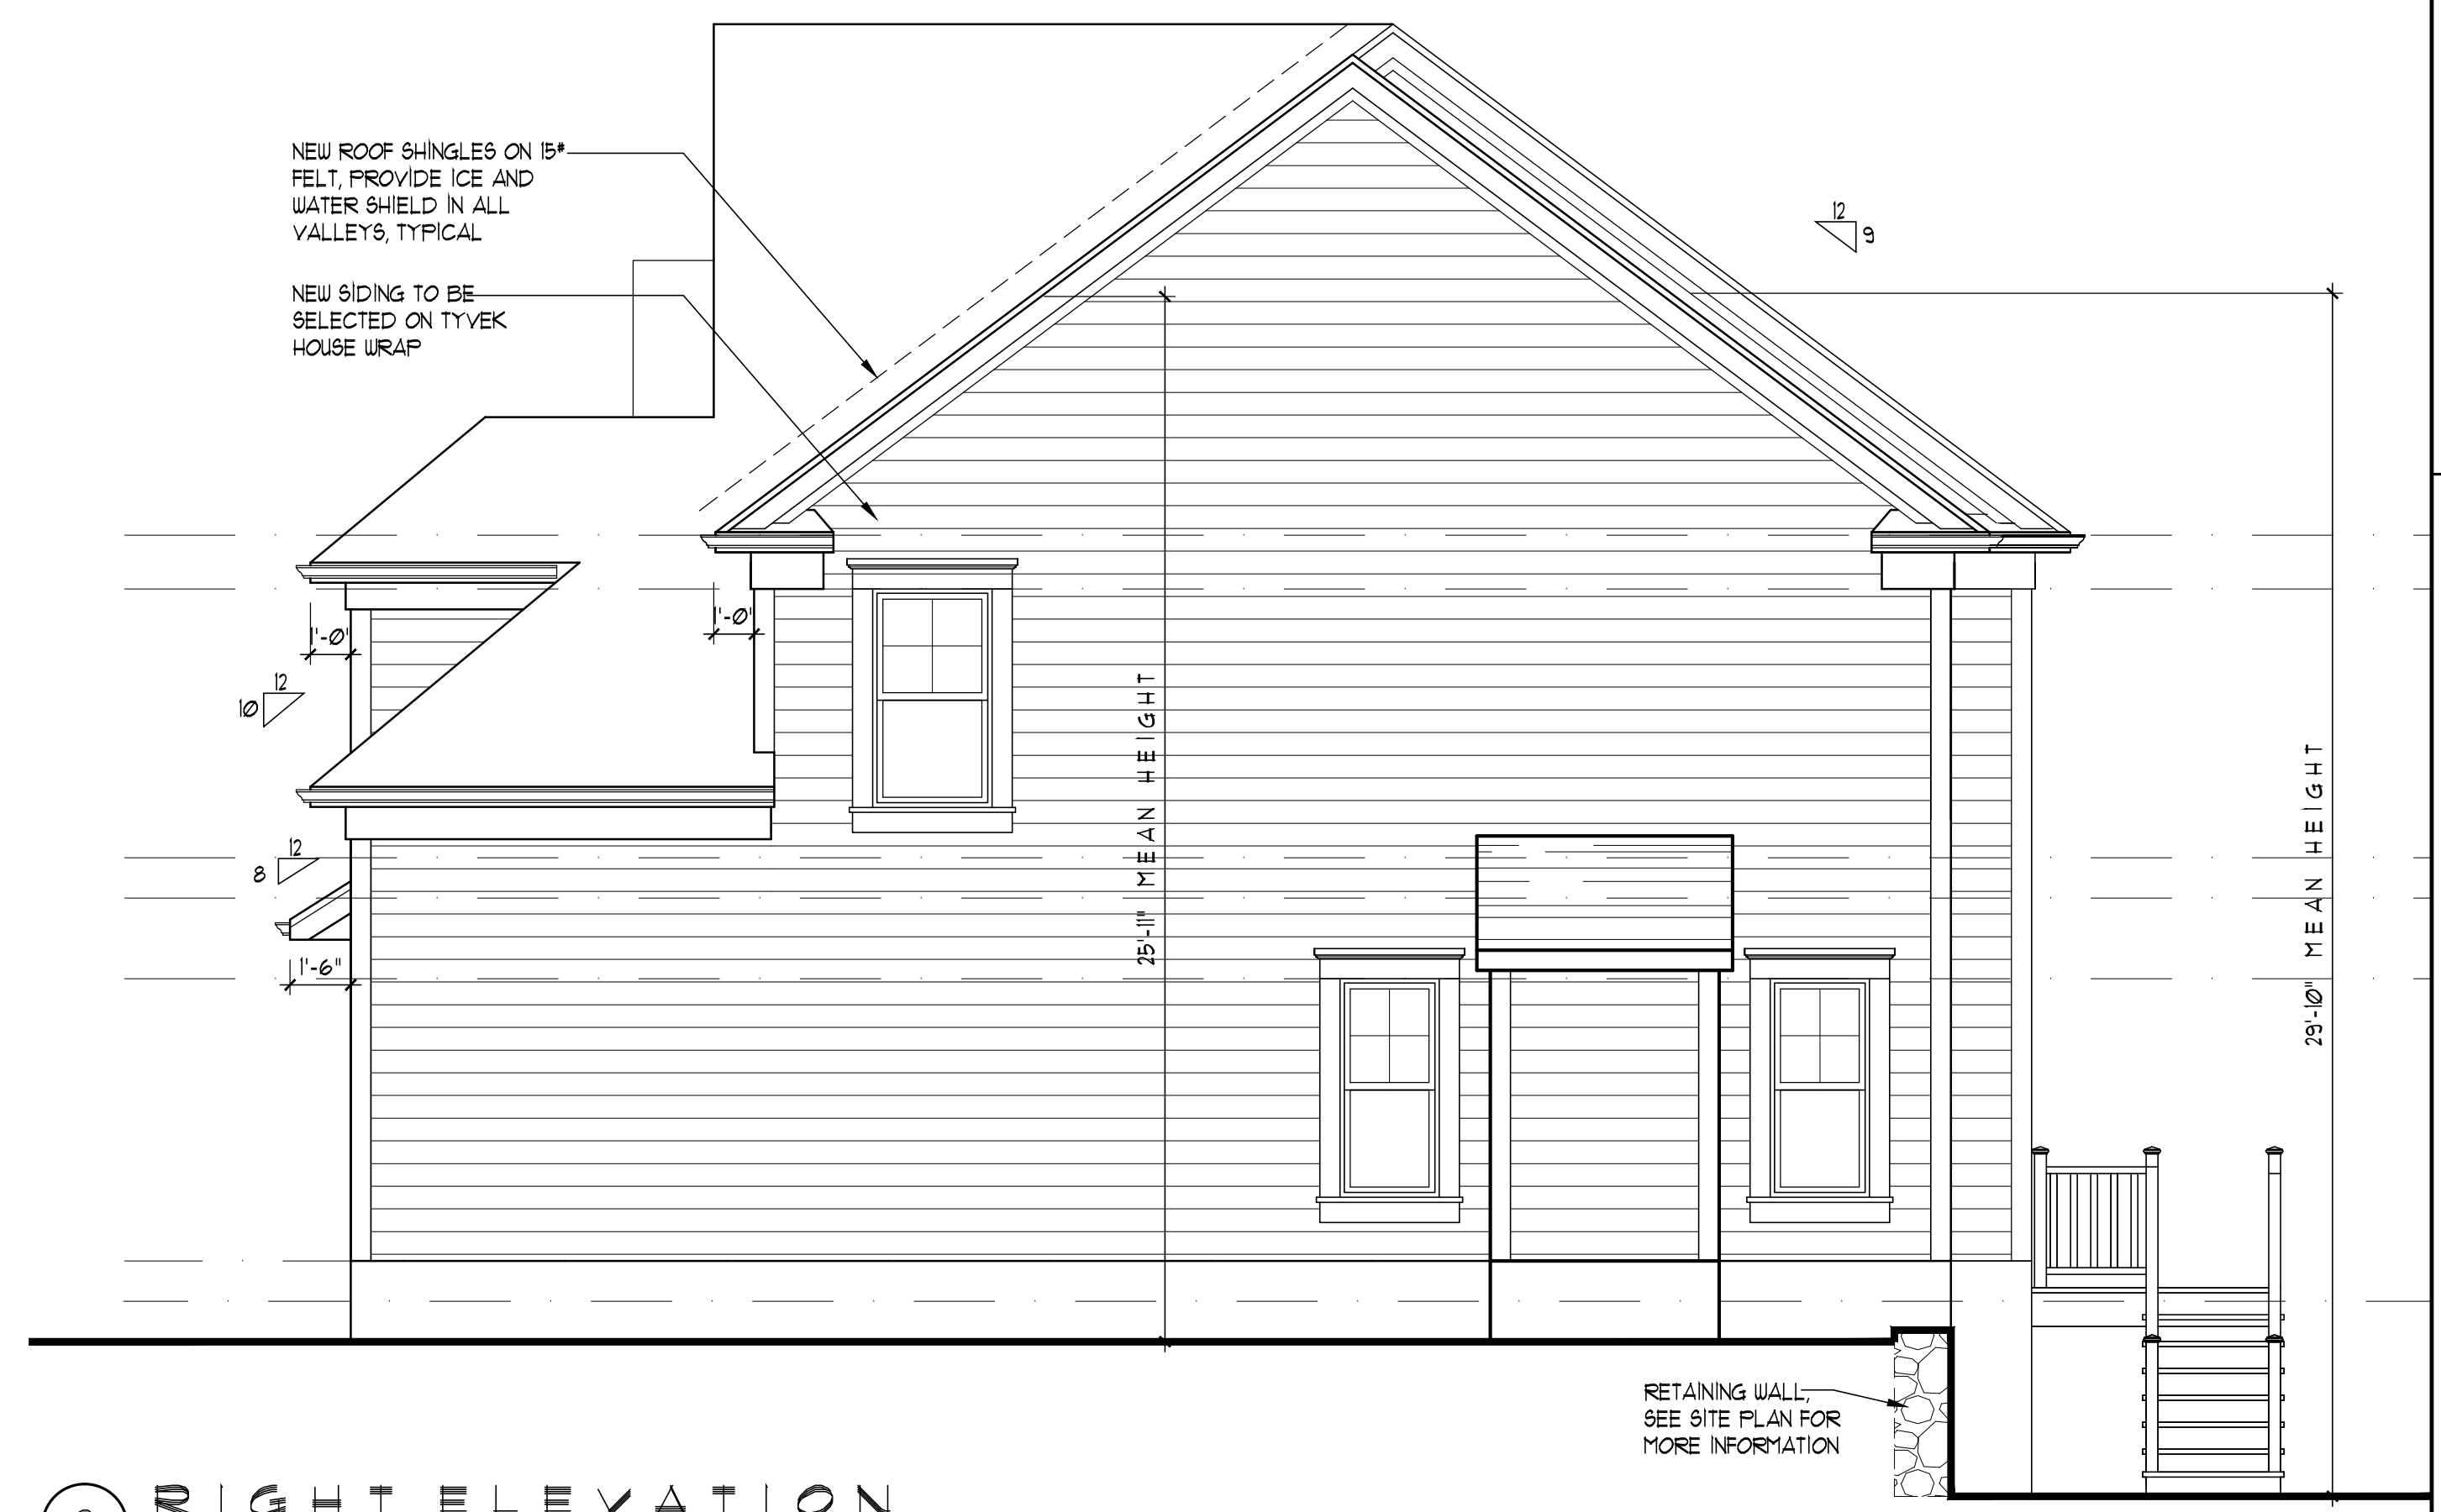 NEW ROOF SHINGLES ON 15#
FELT, PROVIDE ICE AND
WATER SHIELD IN ALL
VALLEYS, TYPICAL
NEW SIDING TO BE
SELECTED ON TYVEK
HOUSE WRAP
12
9
1'-0"
1'-0"
12
10
12
8
1'-6"
25'-11" MEAN HEIGHT
29'-10" MEAN HEIGHT
RETAINING WALL,
SEE SITE PLAN FOR
MORE INFORMATION
RIGHT ELEVATION